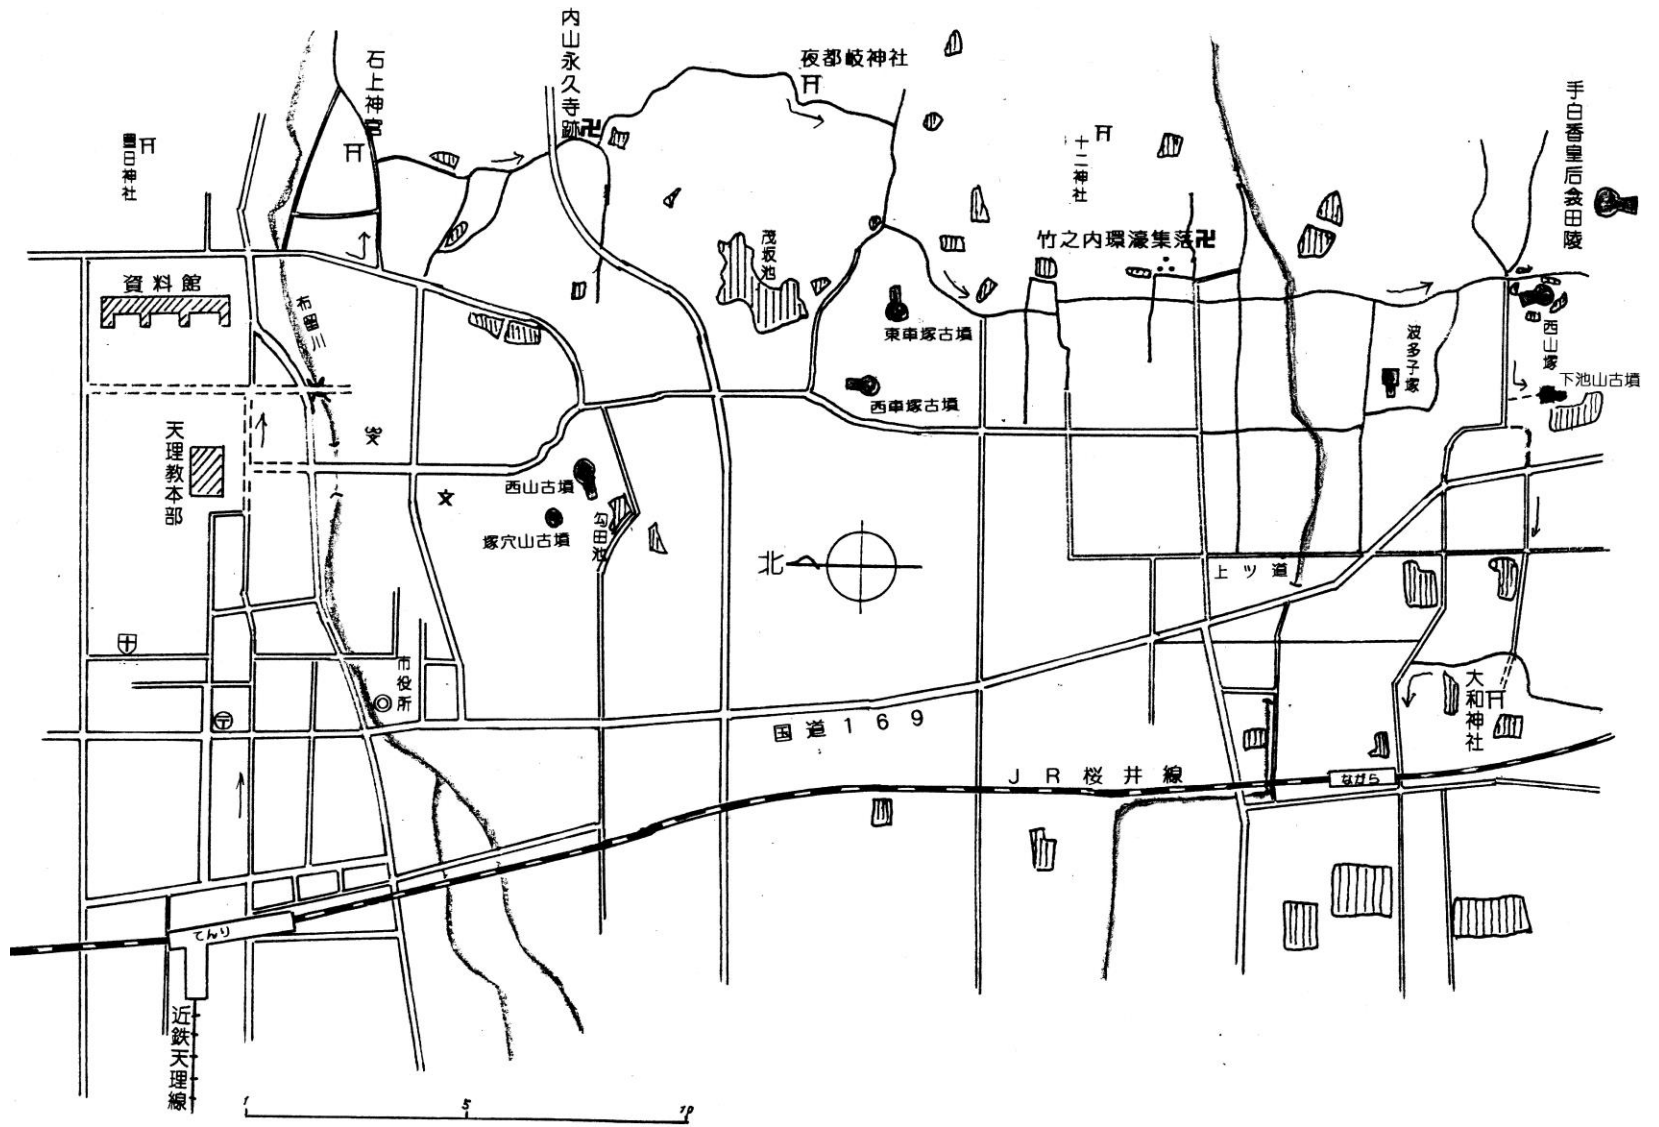 内山永久寺跡
石上神宮
夜都岐神社
手白香皇后衾田陵
豊日神社
十二神社
竹之内環濠集落
茂坂池
資料館
布留川
東車塚古墳
西山塚
波多子塚
下池山古墳
西車塚古墳
天理教本部
文
西山古墳
文
勾田池
塚穴山古墳
北
上ツ道
市役所
〒
大和神社
国道169
JR桜井線
ながら
てんり
近鉄天理線
1
5
10